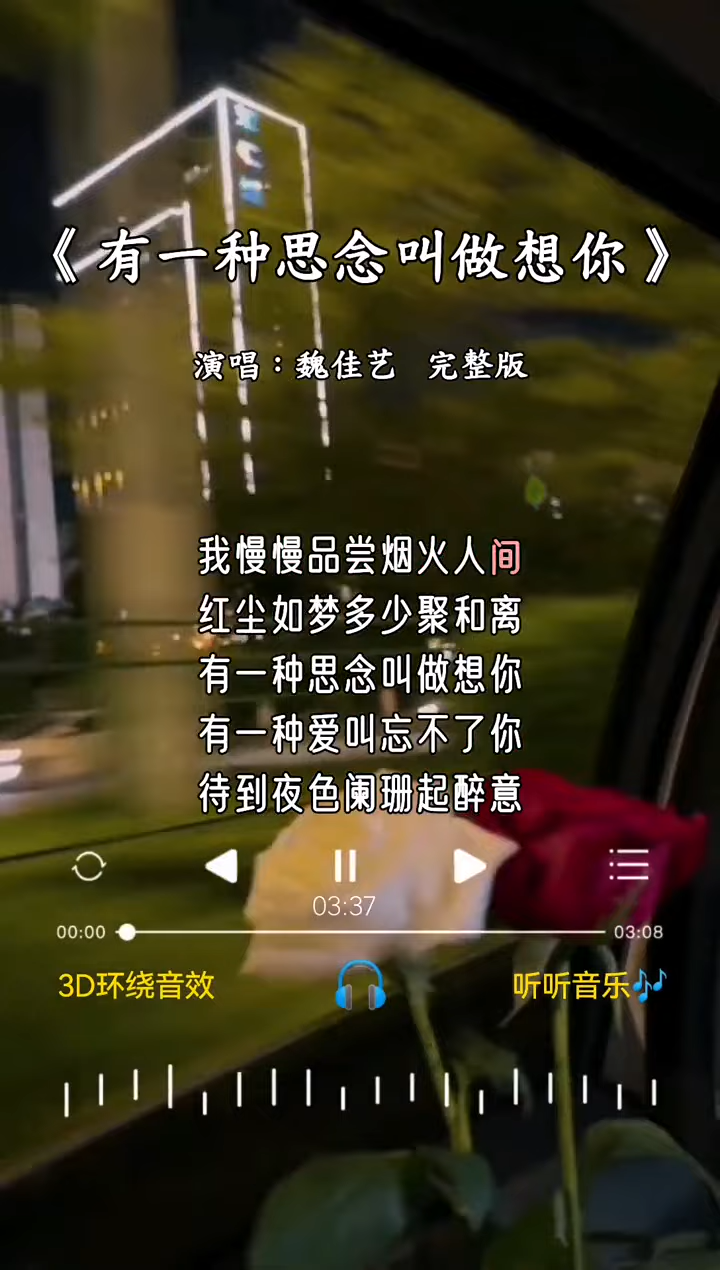 《有一种思念叫做想你》
演唱：魏佳艺 完整版
我慢慢品尝烟火人间
红尘如梦多少聚和离
有一种思念叫做想你
有一种爱叫忘不了你
待到夜色阑珊起醉意
03:37
00:00 03:08
3D环绕音效 听听音乐